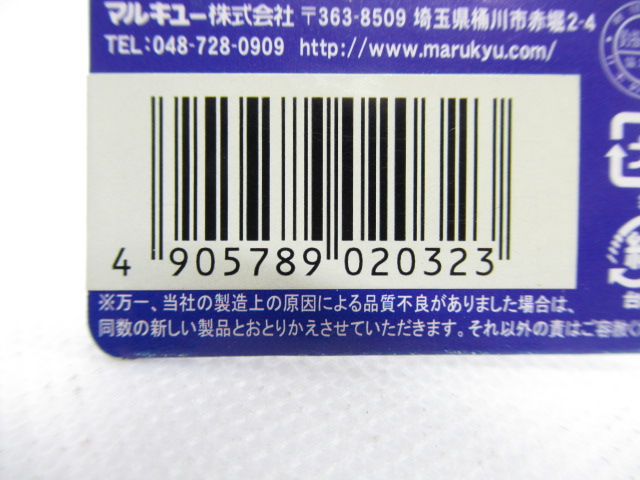 マルキユー株式会社 〒363-8509 埼玉県桶川市赤堀2-4
TEL:048-728-0909 http://www.marukyu.com/
4 905789 020323
※万一、当社の製造上の原因による品質不良がありました場合は、
同数の新しい製品とおとりかえさせていただきます。それ以外の責はご容赦く